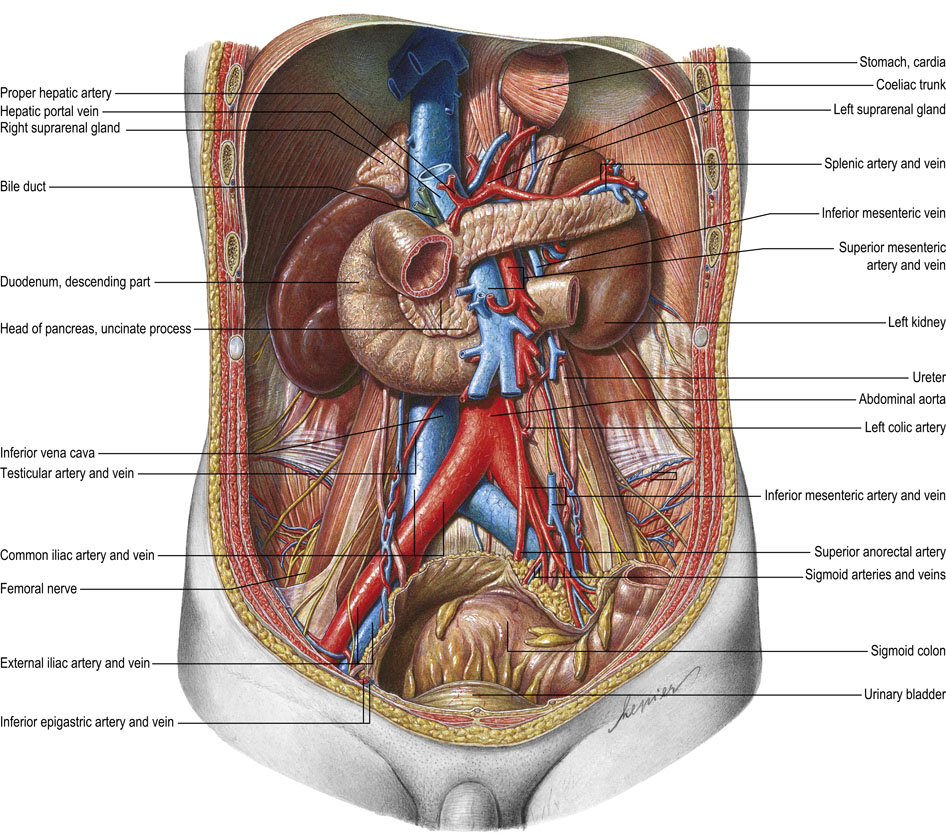 Proper hepatic artery
Hepatic portal vein
Right suprarenal gland
Bile duct
Duodenum, descending part
Head of pancreas, uncinate process
Inferior vena cava
Testicular artery and vein
Common iliac artery and vein
Femoral nerve
External iliac artery and vein
Inferior epigastric artery and vein
Stomach, cardia
Coeliac trunk
Left suprarenal gland
Splenic artery and vein
Inferior mesenteric vein
Superior mesenteric
artery and vein
Left kidney
Ureter
Abdominal aorta
Left colic artery
Inferior mesenteric artery and vein
Superior anorectal artery
Sigmoid arteries and veins
Sigmoid colon
Urinary bladder